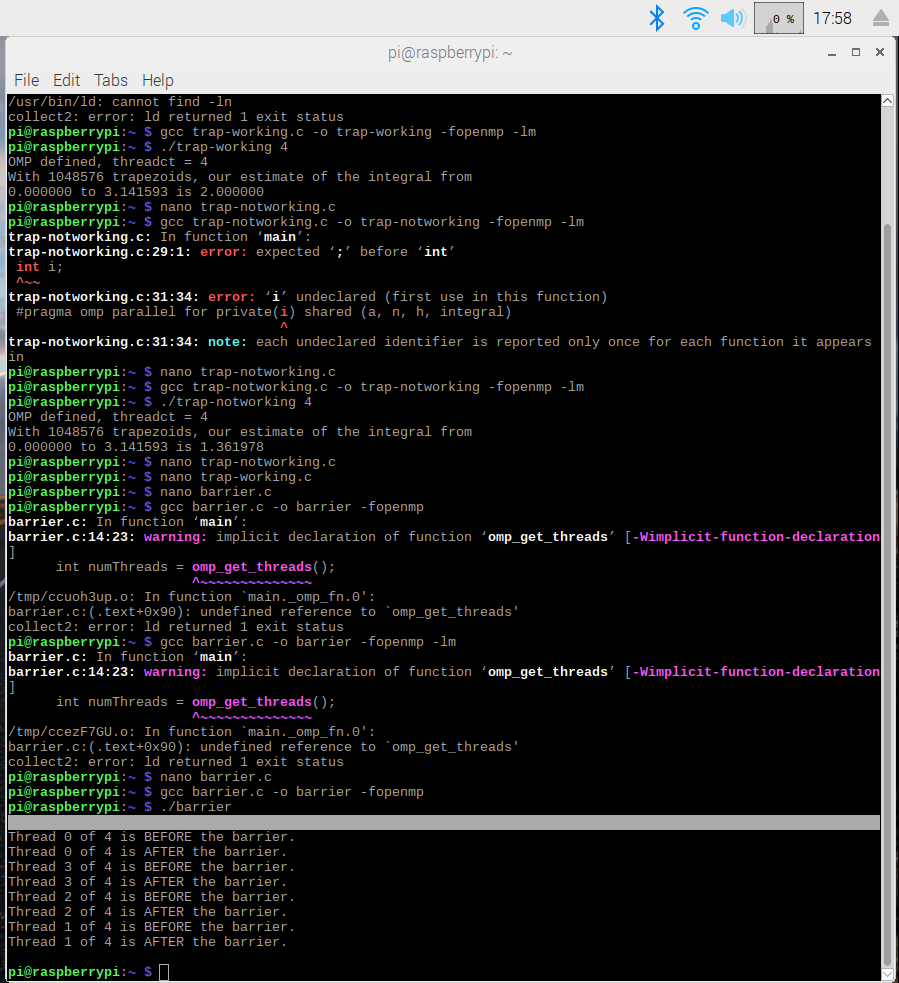 0 %
17:58
pi@raspberrypi: ~
File Edit Tabs Help
/usr/bin/ld: cannot find -ln
collect2: error: ld returned 1 exit status
pi@raspberrypi:~ $ gcc trap-working.c -o trap-working -fopenmp -lm
pi@raspberrypi:~ $ ./trap-working 4
OMP defined, threadct = 4
With 1048576 trapezoids, our estimate of the integral from
0.000000 to 3.141593 is 2.000000
pi@raspberrypi:~ $ nano trap-notworking.c
pi@raspberrypi:~ $ gcc trap-notworking.c -o trap-notworking -fopenmp -lm
trap-notworking.c: In function ‘main’:
trap-notworking.c:29:1: error: expected ‘;’ before ‘int’
 int i;
 ^~~
trap-notworking.c:31:34: error: ‘i’ undeclared (first use in this function)
 #pragma omp parallel for private(i) shared (a, n, h, integral)
                                  ^
trap-notworking.c:31:34: note: each undeclared identifier is reported only once for each function it appears
in
pi@raspberrypi:~ $ nano trap-notworking.c
pi@raspberrypi:~ $ gcc trap-notworking.c -o trap-notworking -fopenmp -lm
pi@raspberrypi:~ $ ./trap-notworking 4
OMP defined, threadct = 4
With 1048576 trapezoids, our estimate of the integral from
0.000000 to 3.141593 is 1.361978
pi@raspberrypi:~ $ nano trap-notworking.c
pi@raspberrypi:~ $ nano trap-working.c
pi@raspberrypi:~ $ nano barrier.c
pi@raspberrypi:~ $ gcc barrier.c -o barrier -fopenmp
barrier.c: In function ‘main’:
barrier.c:14:23: warning: implicit declaration of function ‘omp_get_threads’ [-Wimplicit-function-declaration
]
      int numThreads = omp_get_threads();
                       ^~~~~~~~~~~~~~~
/tmp/ccuoh3up.o: In function `main._omp_fn.0':
barrier.c:(.text+0x90): undefined reference to `omp_get_threads'
collect2: error: ld returned 1 exit status
pi@raspberrypi:~ $ gcc barrier.c -o barrier -fopenmp -lm
barrier.c: In function ‘main’:
barrier.c:14:23: warning: implicit declaration of function ‘omp_get_threads’ [-Wimplicit-function-declaration
]
      int numThreads = omp_get_threads();
                       ^~~~~~~~~~~~~~~
/tmp/ccezF7GU.o: In function `main._omp_fn.0':
barrier.c:(.text+0x90): undefined reference to `omp_get_threads'
collect2: error: ld returned 1 exit status
pi@raspberrypi:~ $ nano barrier.c
pi@raspberrypi:~ $ gcc barrier.c -o barrier -fopenmp
pi@raspberrypi:~ $ ./barrier
Thread 0 of 4 is BEFORE the barrier.
Thread 0 of 4 is AFTER the barrier.
Thread 3 of 4 is BEFORE the barrier.
Thread 3 of 4 is AFTER the barrier.
Thread 2 of 4 is BEFORE the barrier.
Thread 2 of 4 is AFTER the barrier.
Thread 1 of 4 is BEFORE the barrier.
Thread 1 of 4 is AFTER the barrier.
pi@raspberrypi:~ $